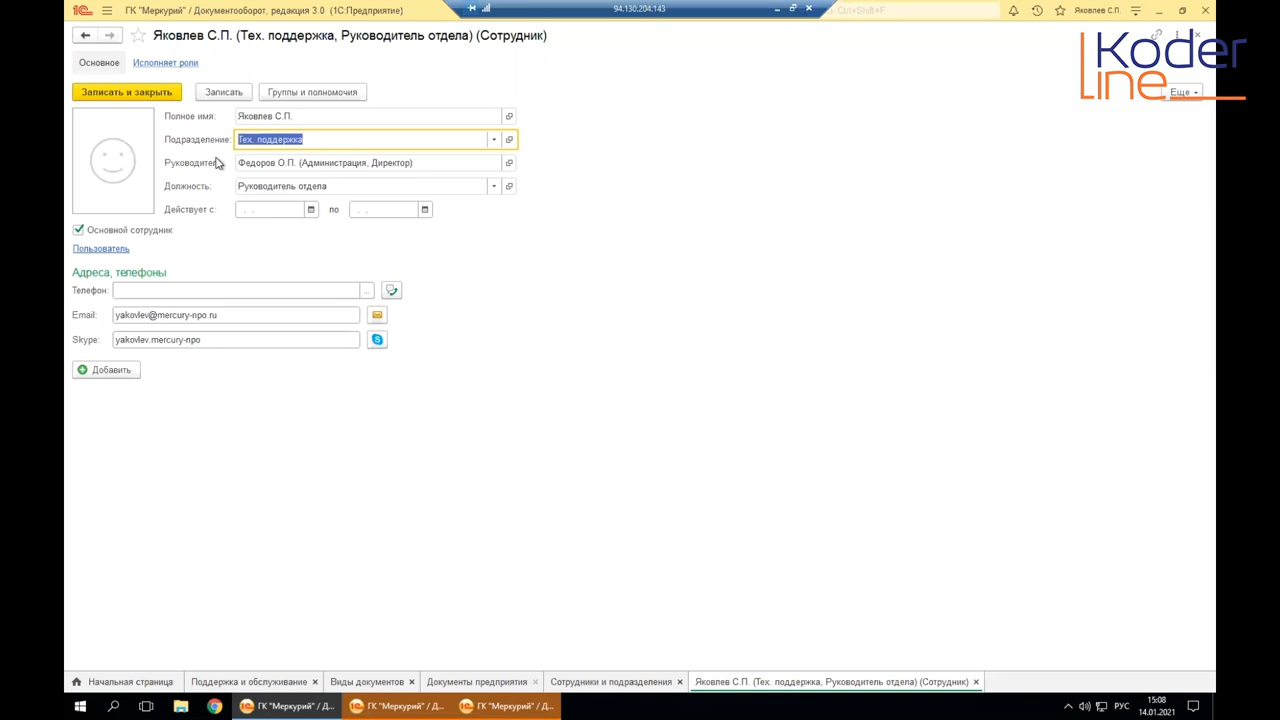 ГК "Меркурий" / Документооборот, редакция 3.0 (1С:Предприятие)
94.130.204.143
Ctrl+Shift+F
Яковлев С.П.
Яковлев С.П. (Тех. поддержка, Руководитель отдела) (Сотрудник)
Koder
line
Основное
Исполняет роли
Записать и закрыть
Записать
Группы и полномочия
Еще
Полное имя: Яковлев С.П.
Подразделение: Тех. поддержка
Руководитель: Федоров О.П. (Администрация, Директор)
Должность: Руководитель отдела
Действует с: . . по . .
Основной сотрудник
Пользователь
Адреса, телефоны
Телефон: ...
Email: yakovlev@mercury-npo.ru
Skype: yakovlev.mercury-npo
Добавить
Начальная страница
Поддержка и обслуживание
Виды документов
Документы предприятия
Сотрудники и подразделения
Яковлев С.П. (Тех. поддержка, Руководитель отдела) (Сотрудник)
ГК "Меркурий" / Д...
ГК "Меркурий" / Д...
ГК "Меркурий" / Д...
РУС
15:08
14.01.2021